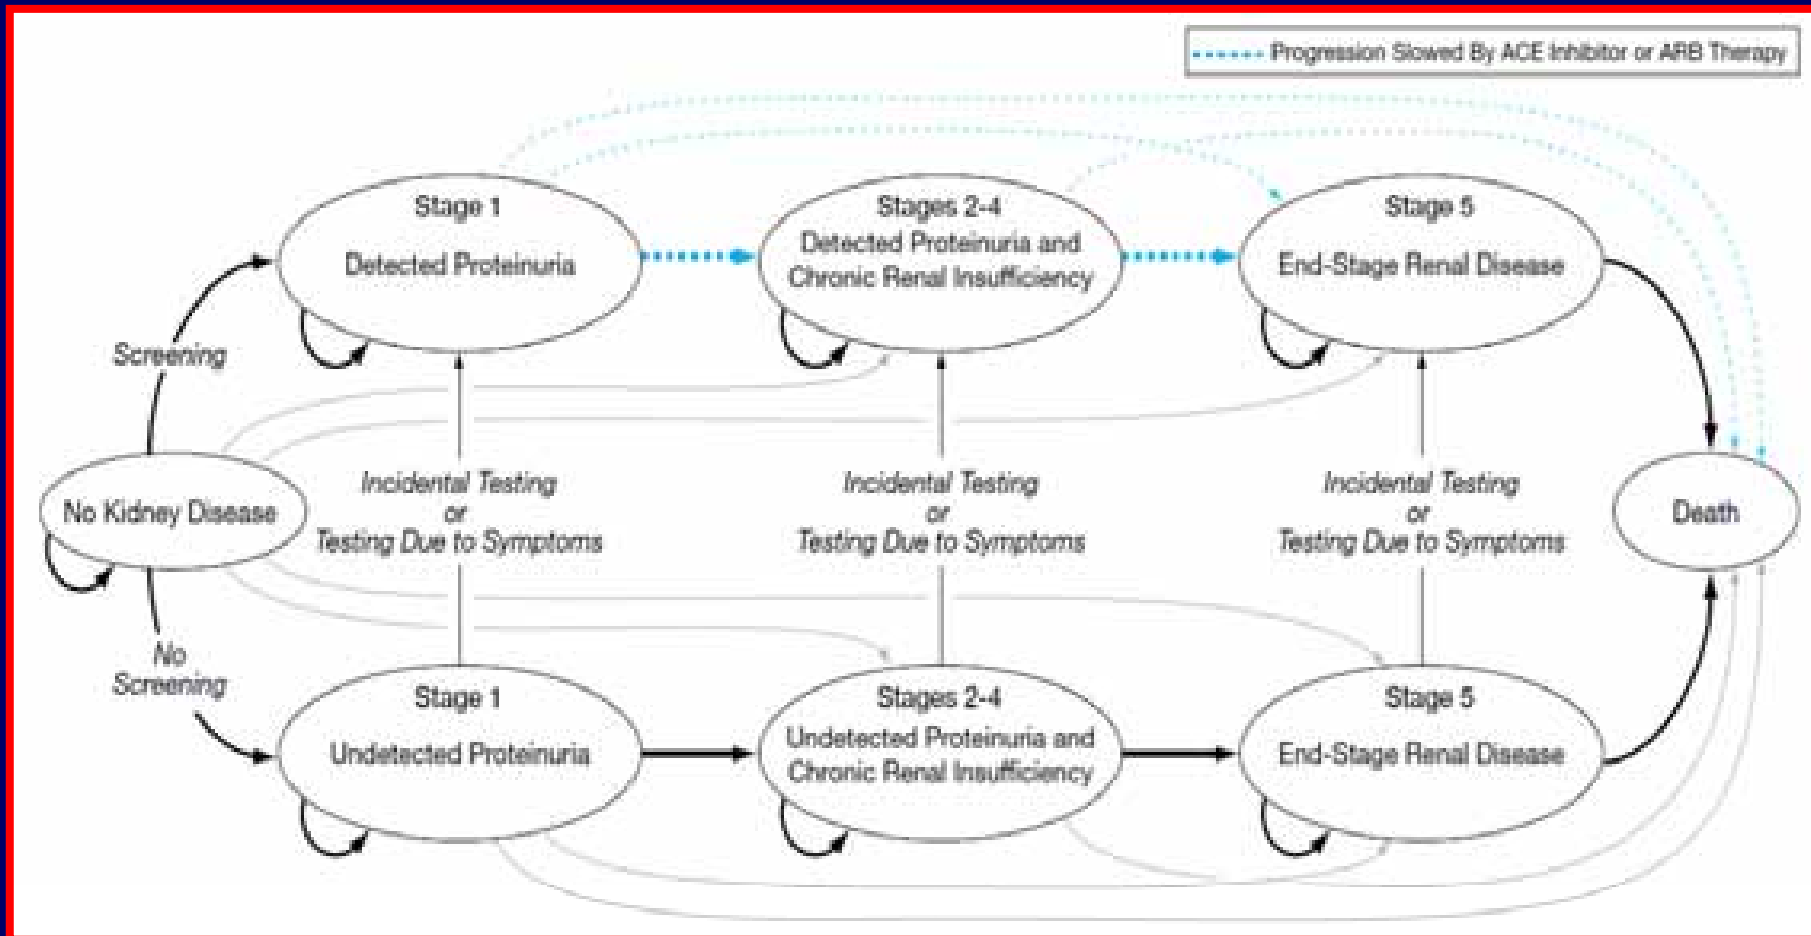 Progression Slowed By ACE Inhibitor or ARB Therapy
Stage 1
Detected Proteinuria
Stages 2-4
Detected Proteinuria and
Chronic Renal Insufficiency
Stage 5
End-Stage Renal Disease
Screening
No Kidney Disease
Incidental Testing
or
Testing Due to Symptoms
Incidental Testing
or
Testing Due to Symptoms
Incidental Testing
or
Testing Due to Symptoms
Death
No
Screening
Stage 1
Undetected Proteinuria
Stages 2-4
Undetected Proteinuria and
Chronic Renal Insufficiency
Stage 5
End-Stage Renal Disease